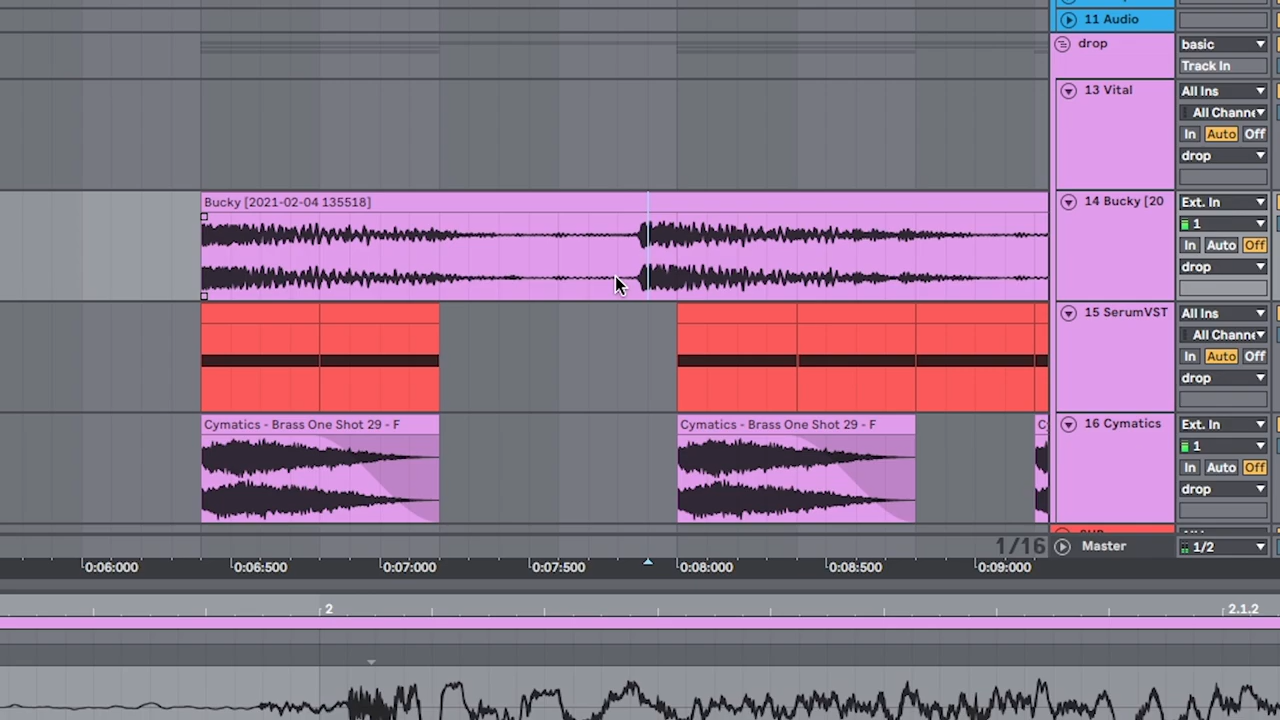 11 Audio
drop
basic
Track In
13 Vital
All Ins
All Channe
In Auto Off
drop
Bucky [2021-02-04 135518]
14 Bucky [20
Ext. In
1
In Auto Off
drop
15 SerumVST
All Ins
All Channe
In Auto Off
drop
Cymatics - Brass One Shot 29 - F
Cymatics - Brass One Shot 29 - F
16 Cymatics
Ext. In
1
In Auto Off
drop
1/16
Master
1/2
0:06:000 0:06:500 0:07:000 0:07:500 0:08:000 0:08:500 0:09:000
2 2.1.2